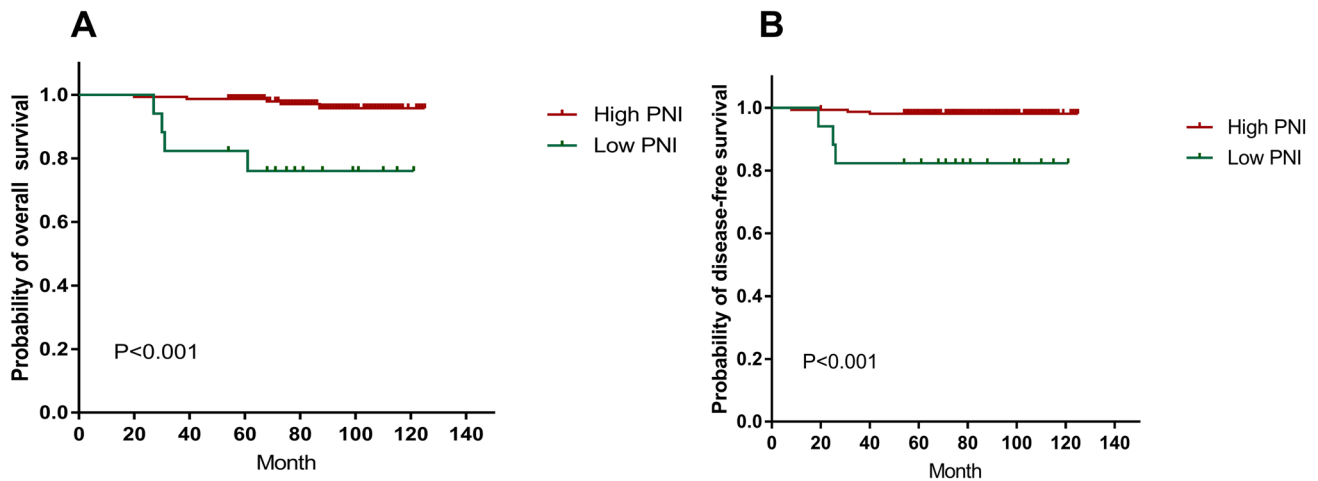 A
Probability of overall survival
1.0
0.8
0.6
0.4
0.2
0.0
P<0.001
0 20 40 60 80 100 120 140
Month
High PNI
Low PNI
B
Probability of disease-free survival
1.0
0.8
0.6
0.4
0.2
0.0
P<0.001
0 20 40 60 80 100 120 140
Month
High PNI
Low PNI